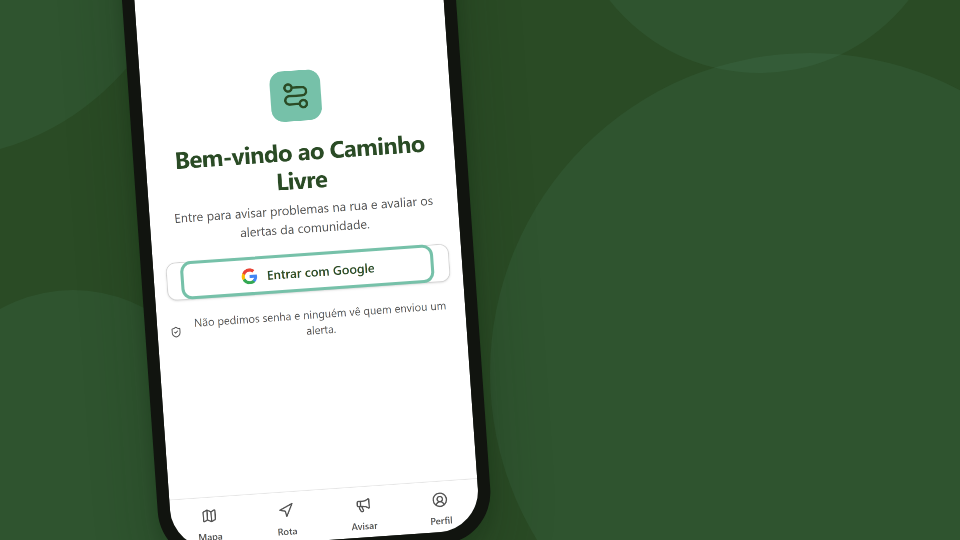 Bem-vindo ao Caminho
Livre
Entre para avisar problemas na rua e avaliar os
alertas da comunidade.
Entrar com Google
Não pedimos senha e ninguém vê quem enviou um
alerta.
Mapa
Rota
Avisar
Perfil